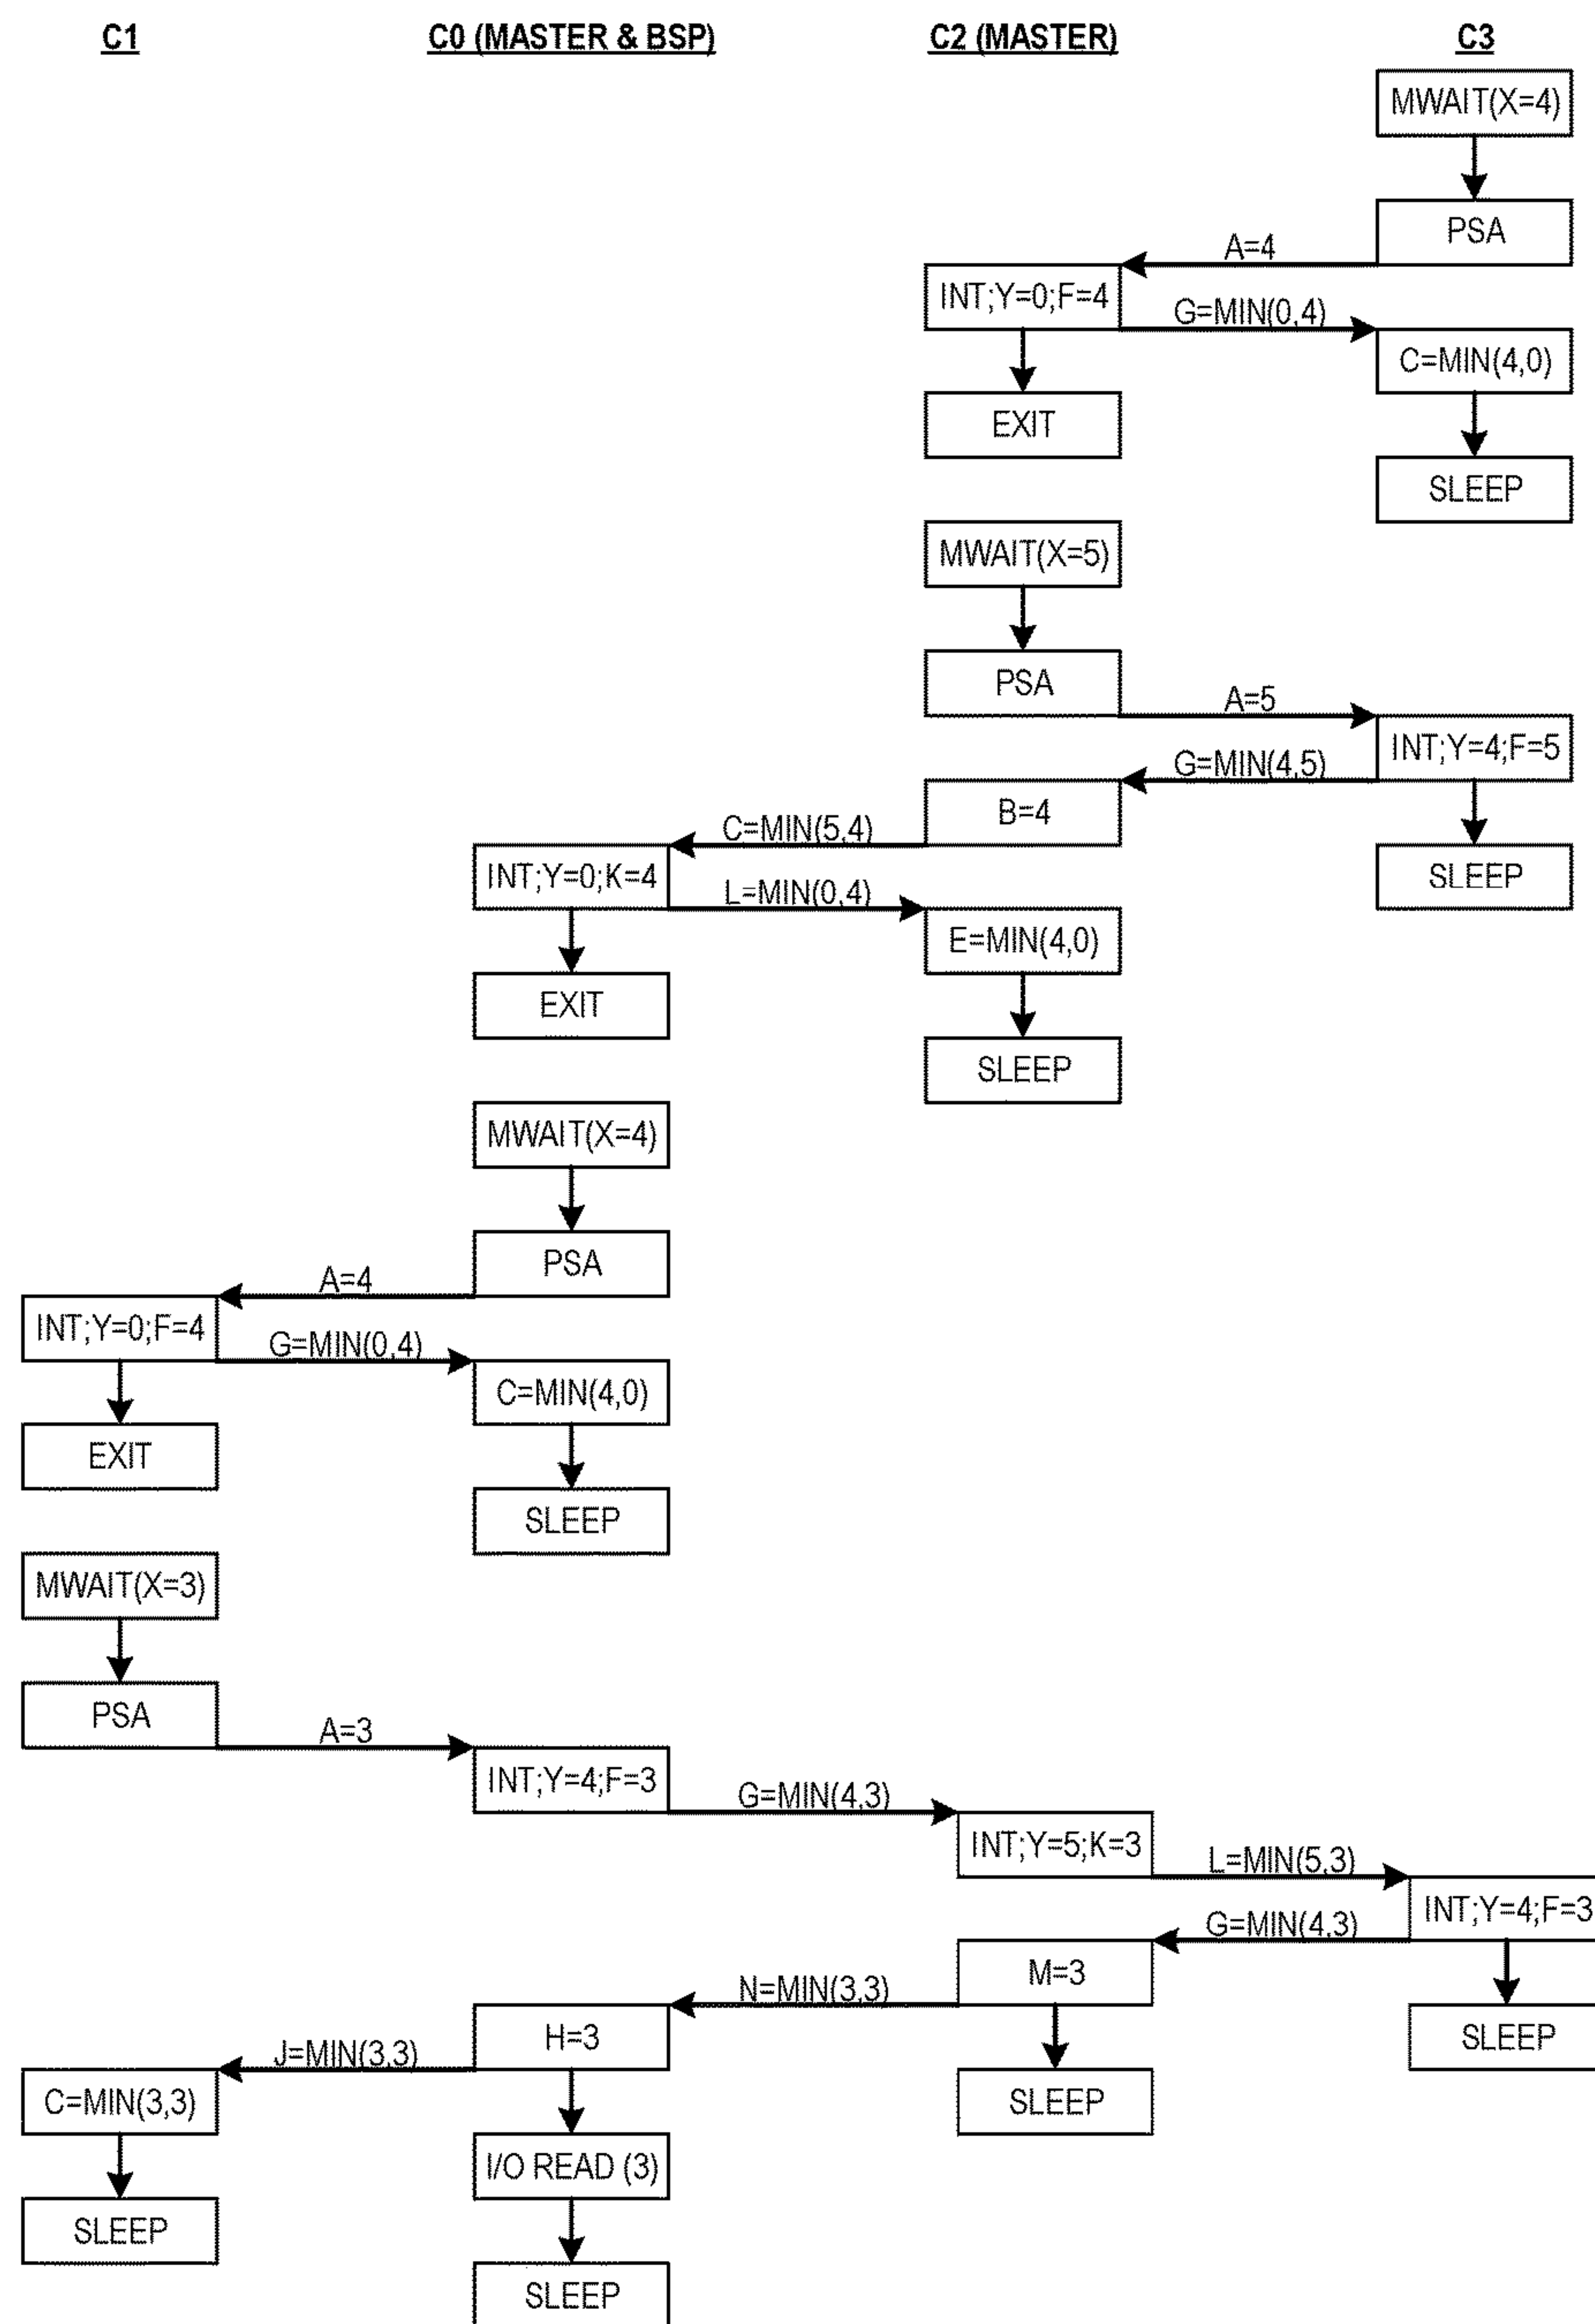 C1
C0 (MASTER & BSP)
C2 (MASTER)
C3
MWAIT(X=4)
PSA
A=4
INT;Y=0;F=4
G=MIN(0,4)
C=MIN(4,0)
EXIT
SLEEP
MWAIT(X=5)
PSA
A=5
INT;Y=4;F=5
G=MIN(4,5)
B=4
C=MIN(5,4)
SLEEP
INT;Y=0;K=4
L=MIN(0,4)
E=MIN(4,0)
EXIT
SLEEP
MWAIT(X=4)
PSA
A=4
INT;Y=0;F=4
G=MIN(0,4)
C=MIN(4,0)
EXIT
SLEEP
MWAIT(X=3)
PSA
A=3
INT;Y=4;F=3
G=MIN(4,3)
INT;Y=5;K=3
L=MIN(5,3)
INT;Y=4;F=3
G=MIN(4,3)
M=3
N=MIN(3,3)
SLEEP
H=3
J=MIN(3,3)
SLEEP
C=MIN(3,3)
I/O READ (3)
SLEEP
SLEEP